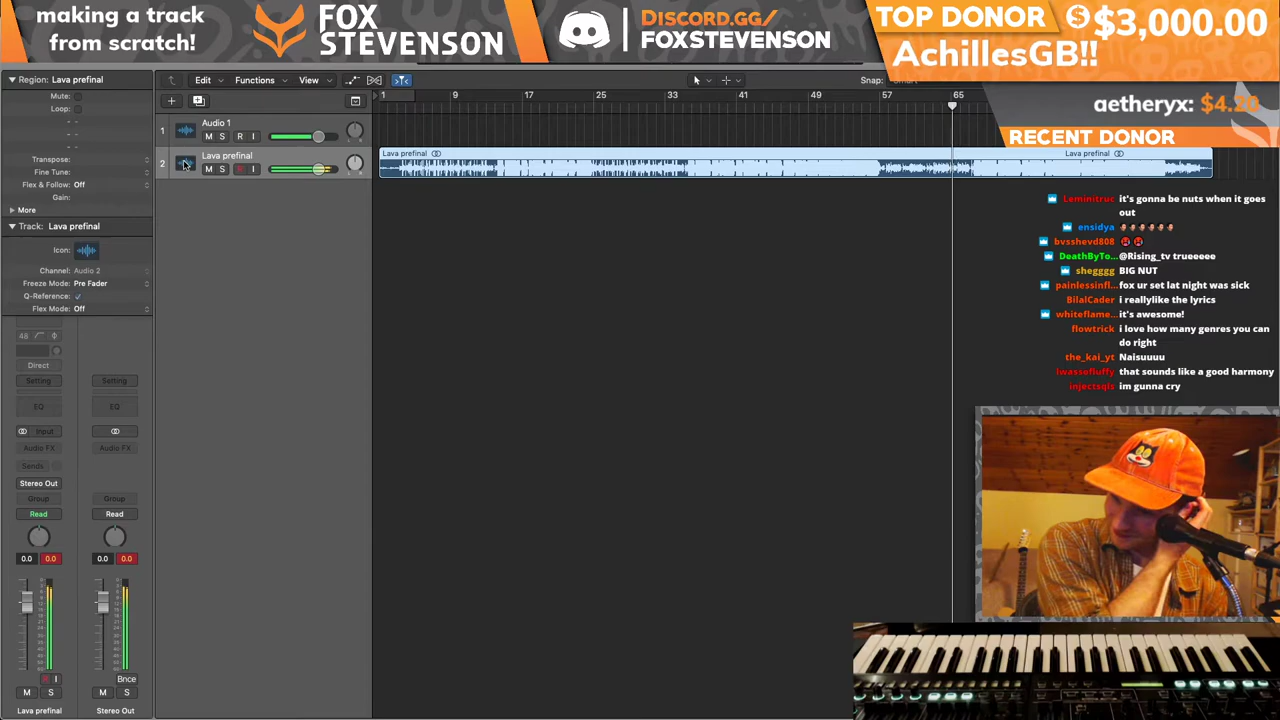 making a track
from scratch!
FOX
STEVENSON
DISCORD.GG/
FOXSTEVENSON
TOP DONOR
$3,000.00
AchillesGB!!
aetheryx: $4.20
RECENT DONOR
Region: Lava prefinal
Mute:
Loop:
Transpose:
Fine Tune:
Flex & Follow: Off
Gain:
More
Track: Lava prefinal
Icon:
Channel: Audio 2
Freeze Mode: Pre Fader
Q-Reference:
Flex Mode: Off
48
Direct
Setting
Setting
EQ
EQ
Input
Audio FX
Audio FX
Sends
Stereo Out
Group
Group
Read
Read
0.0
0.0
0.0
0.0
I
Bnce
M
S
M
S
Lava prefinal
Stereo Out
Edit
Functions
View
Snap:
1
9
17
25
33
41
49
57
65
1
Audio 1
M
S
R
I
2
Lava prefinal
M
S
R
I
Lava prefinal
Lava prefinal
Leminitruc it's gonna be nuts when it goes
out
ensidya
bvsshevd808
DeathByTo... @Rising_tv trueeeee
shegggg BIG NUT
painlessinfl... fox ur set lat night was sick
BilalCader i reallylike the lyrics
whiteflame... it's awesome!
flowtrick i love how many genres you can
do right
the_kai_yt Naisuuuu
iwassofluffy that sounds like a good harmony
injectsqls im gunna cry